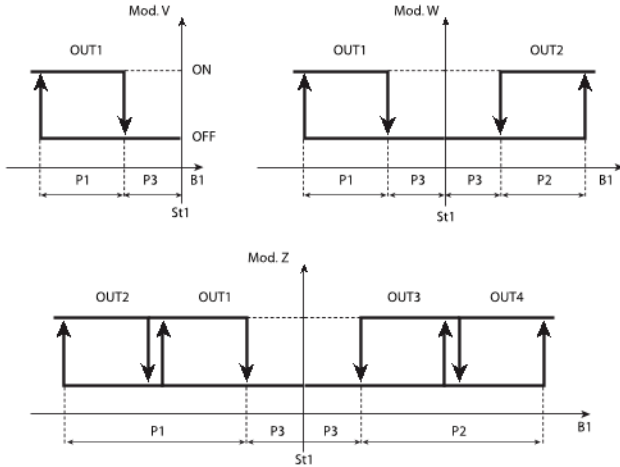 Mod. V
OUT1
ON
OFF
P1 P3 B1
St1
Mod. W
OUT1 OUT2
P1 P3 P3 P2 B1
St1
Mod. Z
OUT2 OUT1 OUT3 OUT4
P1 P3 P3 P2 B1
St1